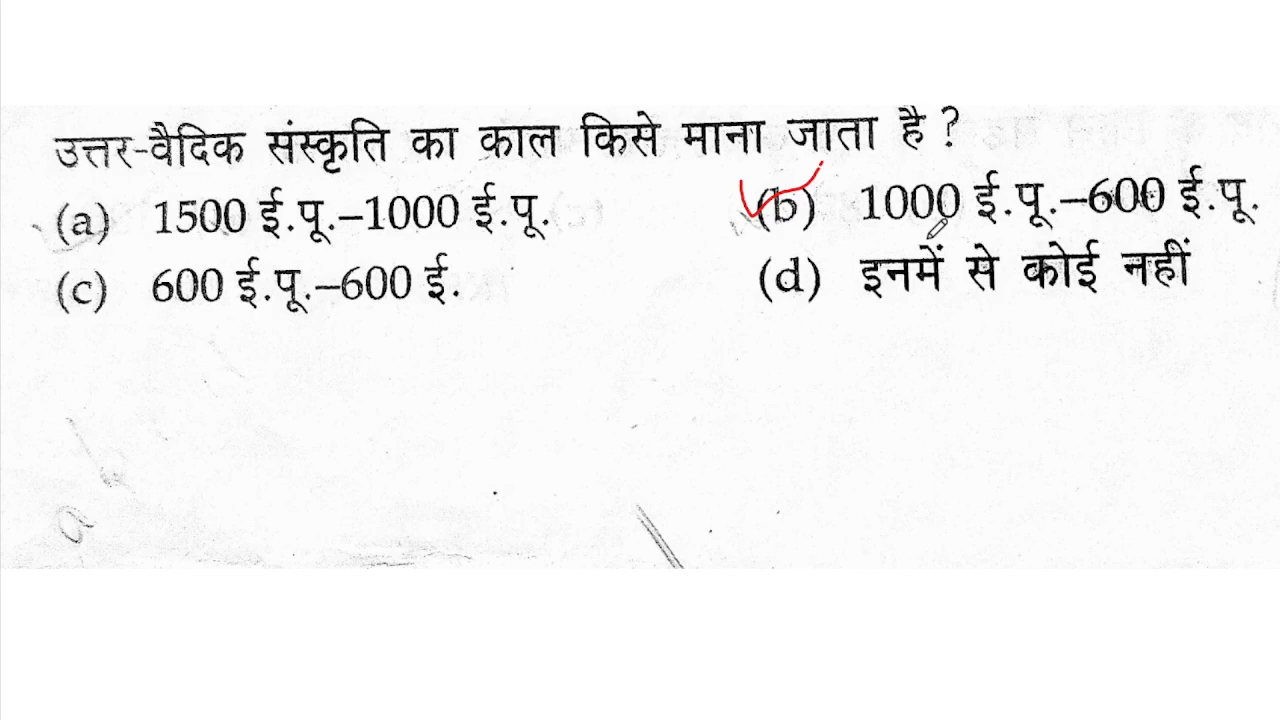 उत्तर-वैदिक संस्कृति का काल किसे माना जाता है ?
(a) 1500 ई.पू.–1000 ई.पू. (b) 1000 ई.पू.–600 ई.पू.
(c) 600 ई.पू.–600 ई. (d) इनमें से कोई नहीं